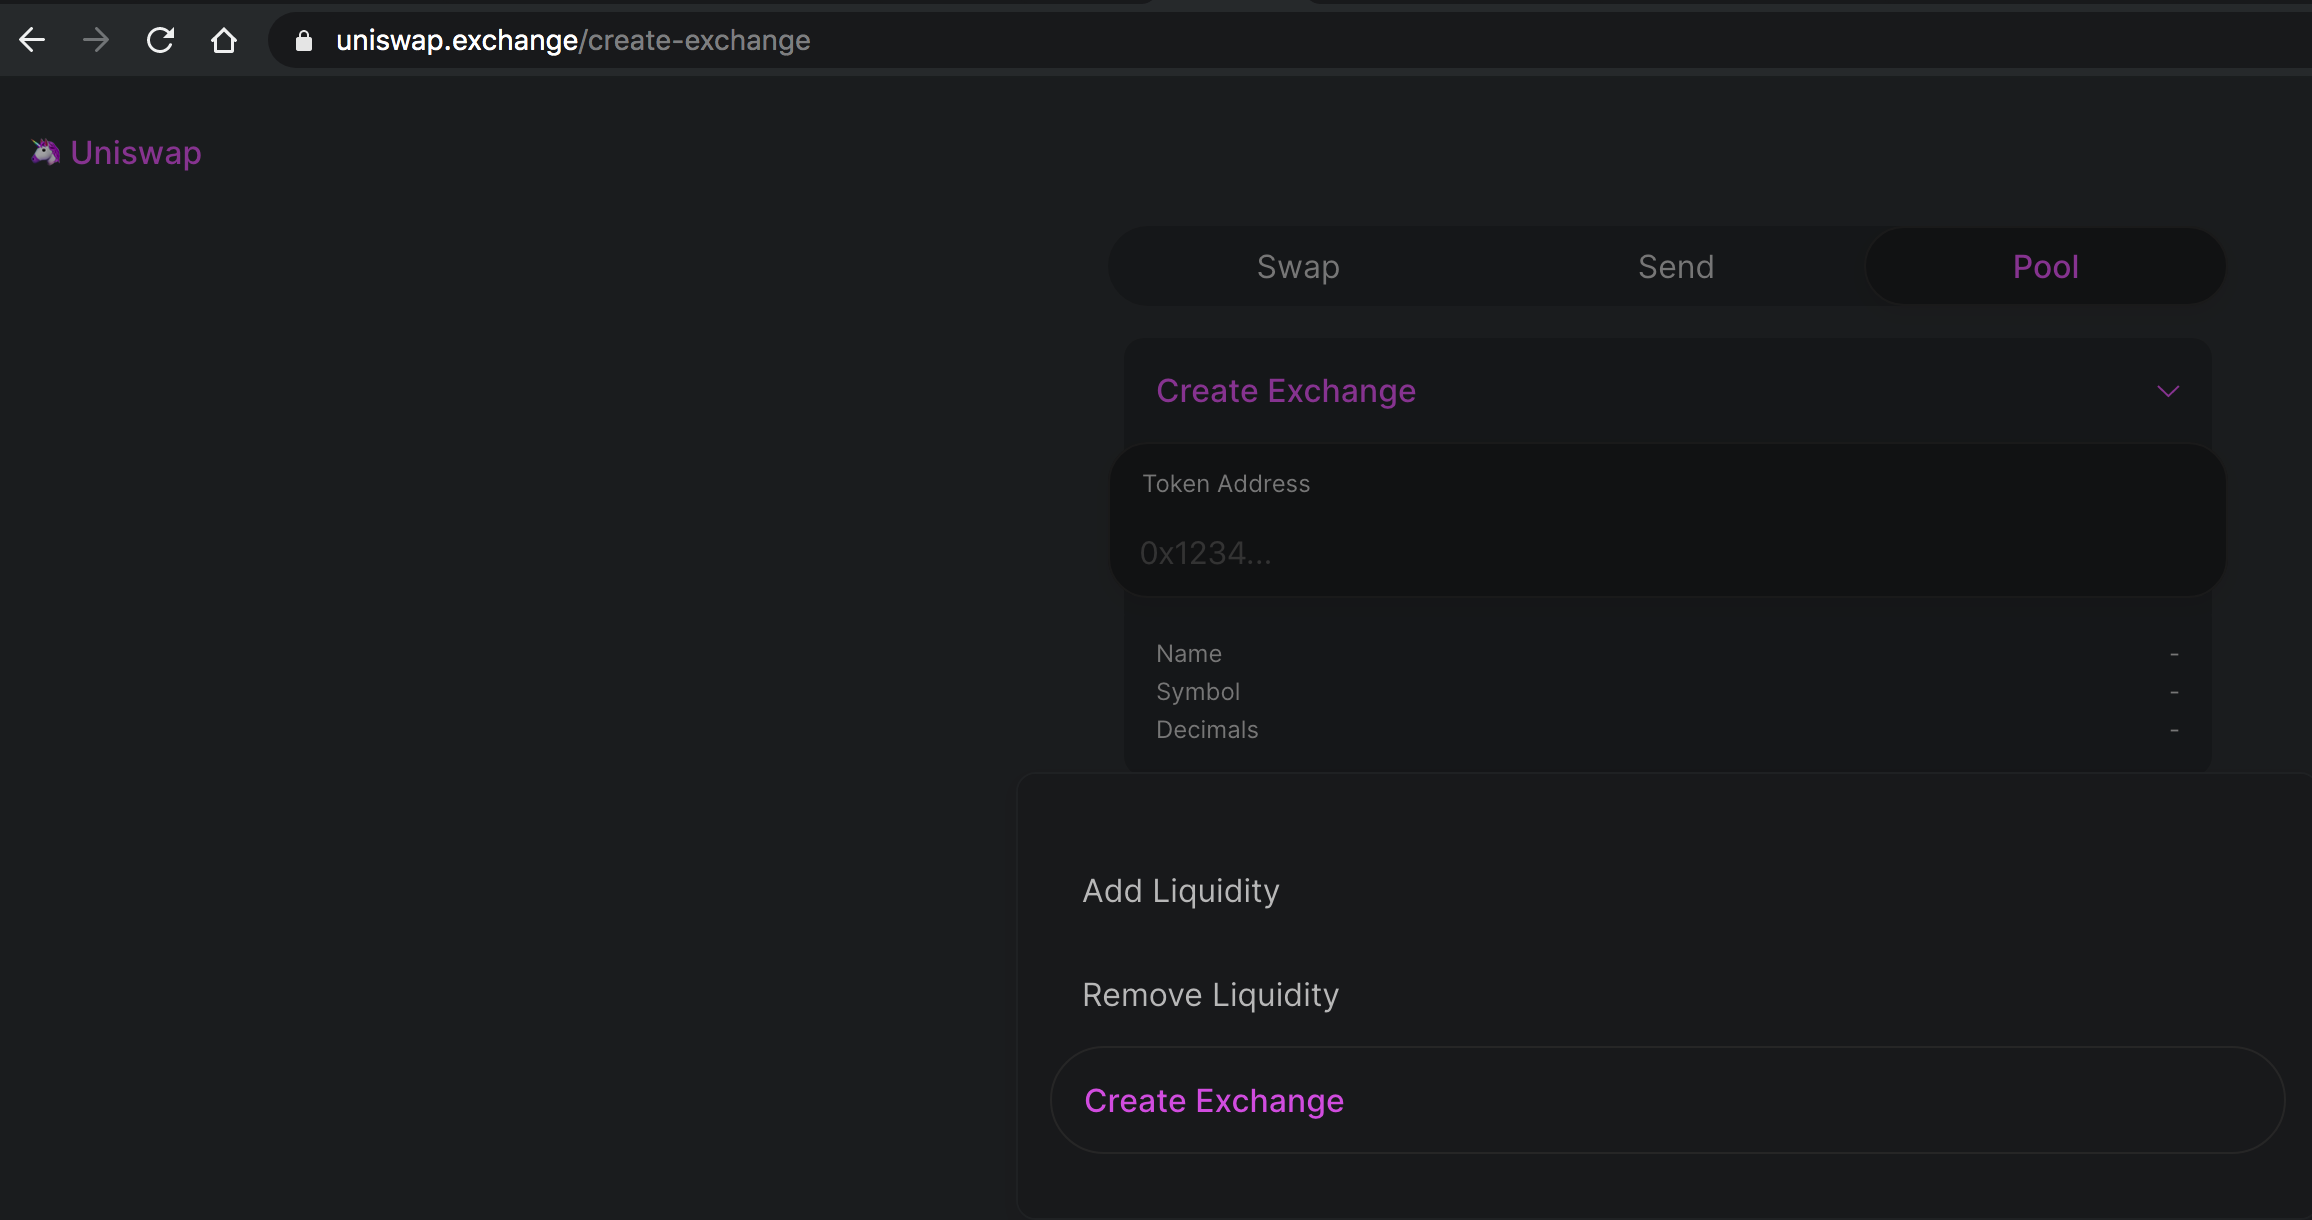 uniswap.exchange/create-exchange
Uniswap
Swap
Send
Pool
Create Exchange
Token Address
0x1234...
Name -
Symbol -
Decimals -
Add Liquidity
Remove Liquidity
Create Exchange